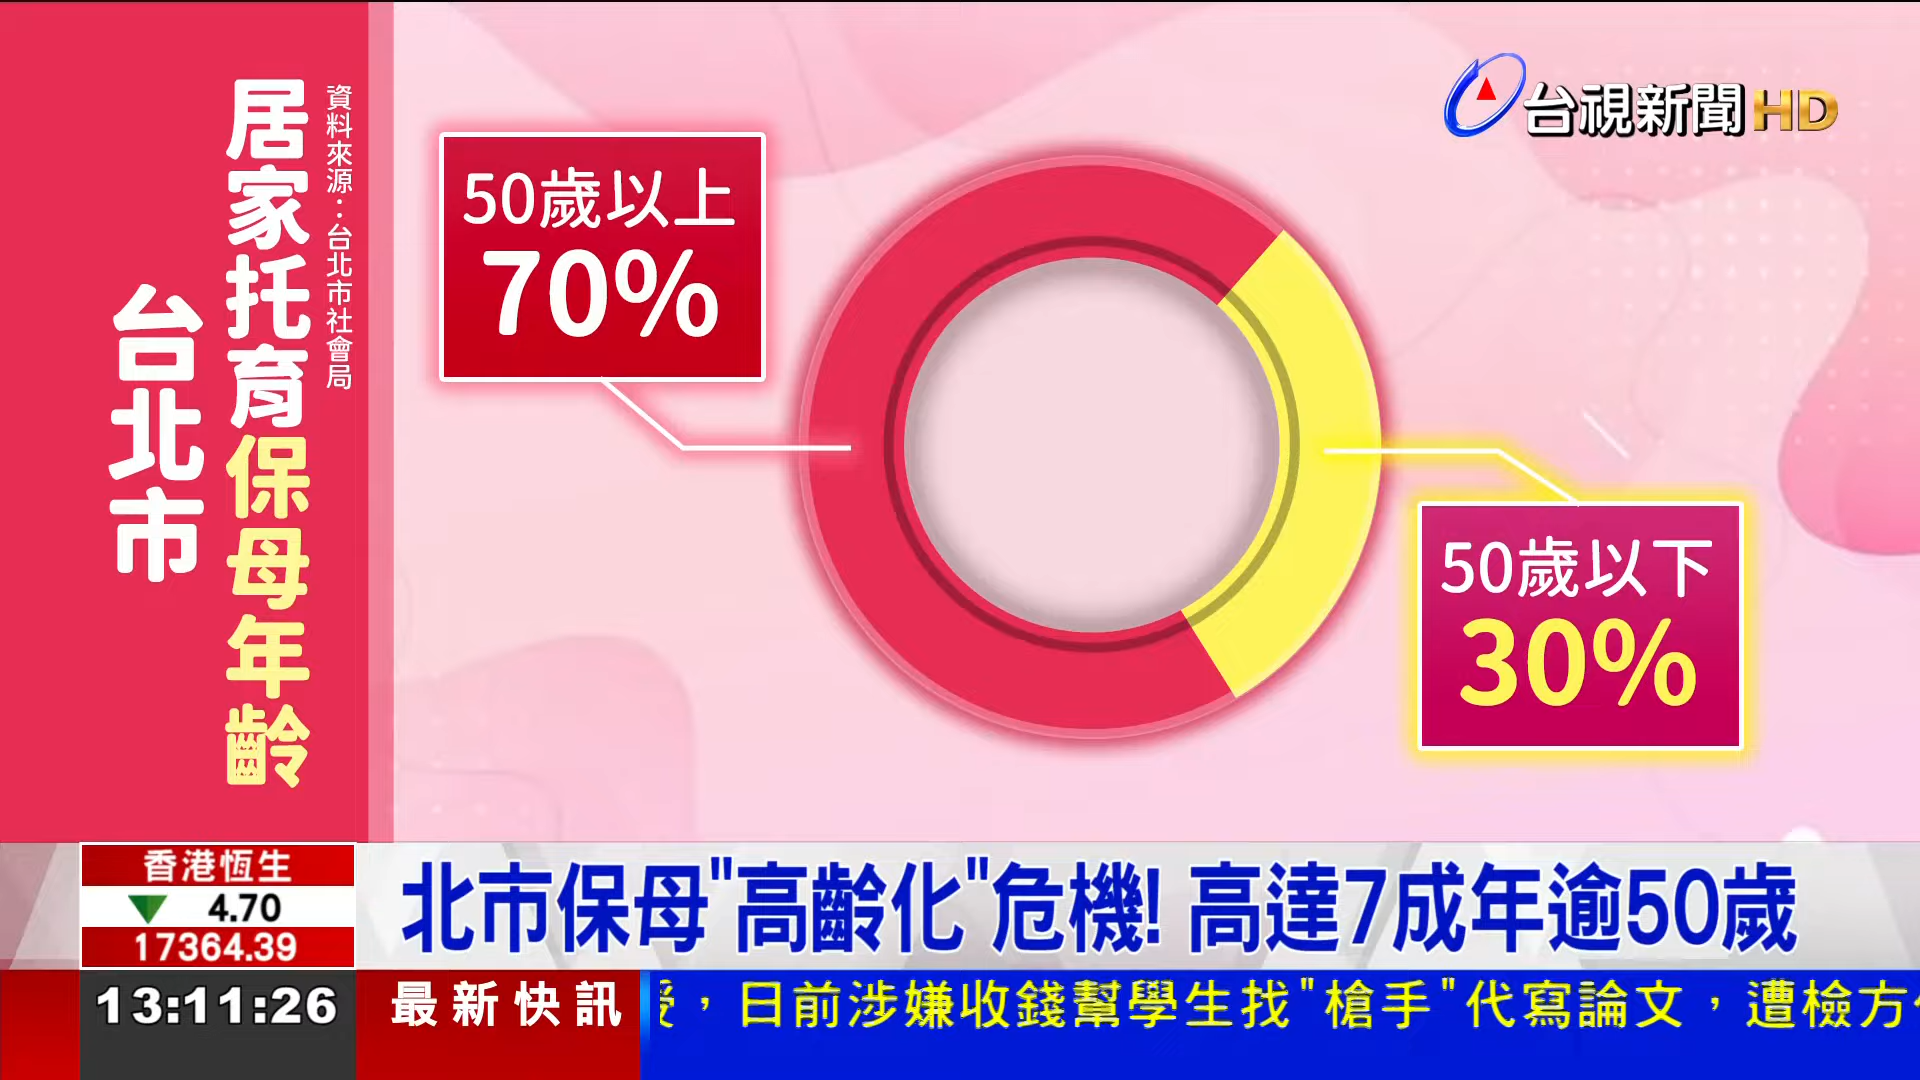 台北市
居家托育保母年齡
資料來源：台北市社會局
50歲以上
70%
台視新聞HD
50歲以下
30%
香港恆生
4.70
17364.39
北市保母"高齡化"危機! 高達7成年逾50歲
13:11:26
最新快訊
，日前涉嫌收錢幫學生找"槍手"代寫論文，遭檢方